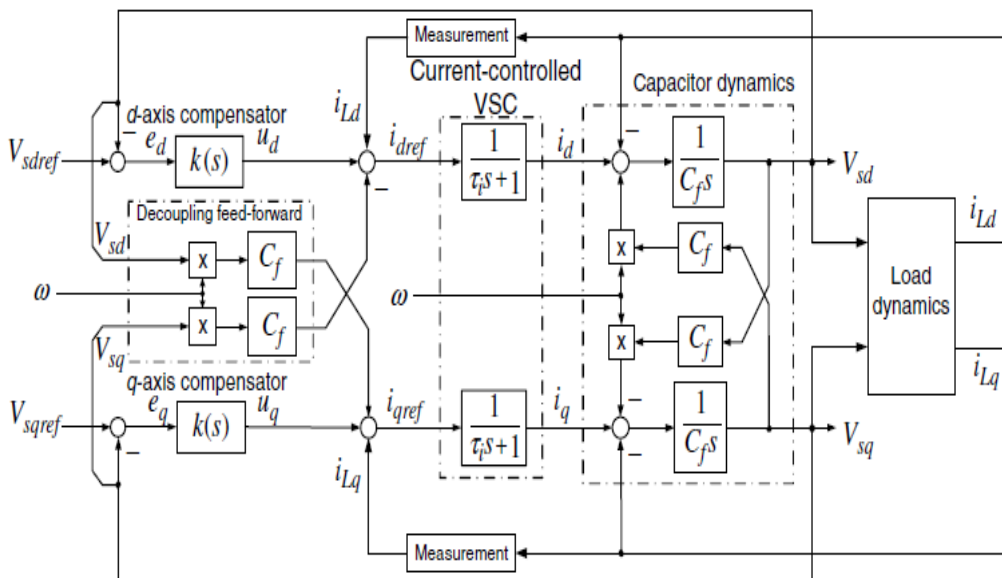 Measurement
Current-controlled
VSC
Capacitor dynamics
i_Ld
d-axis compensator
V_sdref
−
e_d
k(s)
u_d
i_dref
1
τ_i s+1
i_d
−
1
C_f s
V_sd
−
Decoupling feed-forward
V_sd
x
C_f
x
C_f
i_Ld
ω
ω
Load
dynamics
x
C_f
x
C_f
V_sq
i_Lq
q-axis compensator
V_sqref
e_q
k(s)
u_q
i_qref
1
τ_i s+1
i_q
−
1
C_f s
V_sq
−
−
i_Lq
Measurement